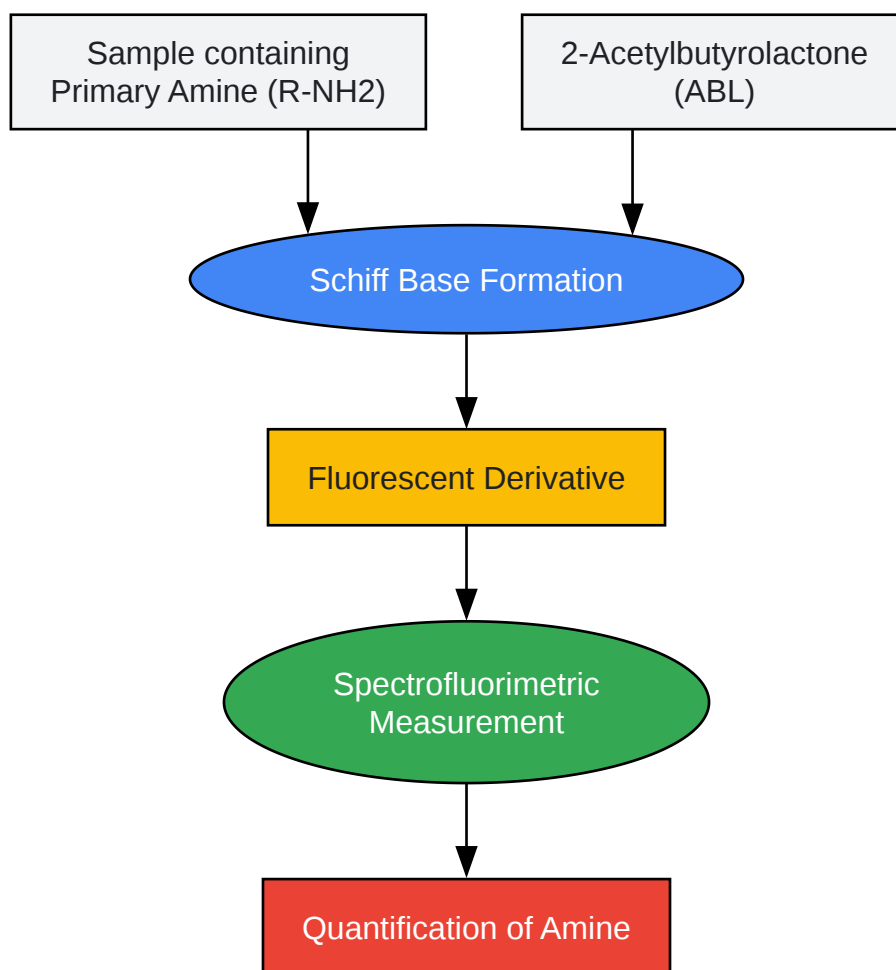 Sample containing
Primary Amine (R-NH2)
2-Acetylbutyrolactone
(ABL)
Schiff Base Formation
Fluorescent Derivative
Spectrofluorimetric
Measurement
Quantification of Amine